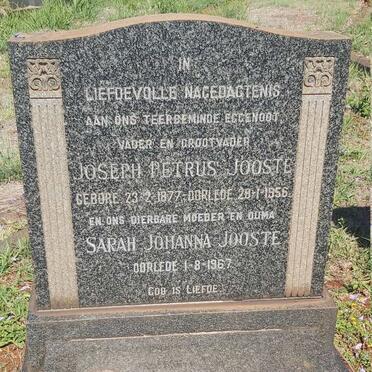 IN
LIEFDEVOLLE NAGEDAGTENIS
AAN ONS TEERBEMINDE EGGENOOT,
VADER EN GROOTVADER
JOSEPH PETRUS JOOSTE
GEBORE 23-2-1877-OORLEDE 28-1-1956
EN ONS DIERBARE MOEDER EN OUMA
SARAH JOHANNA JOOSTE
OORLEDE 1-8-1967
GOD IS LIEFDE